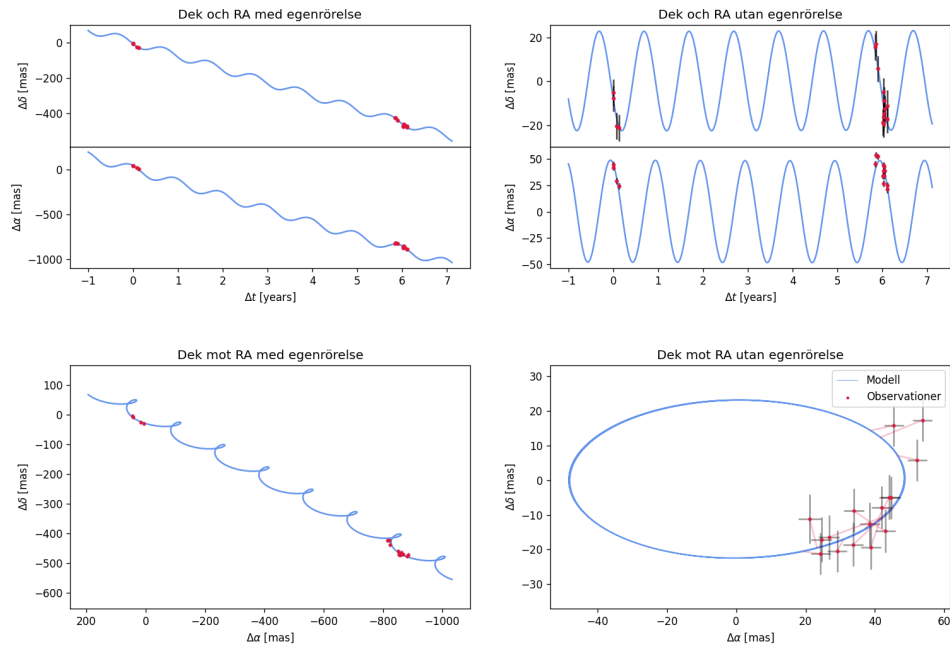 Dek och RA med egenrörelse
Dek och RA utan egenrörelse
0
−200
−400
Δδ [mas]
20
0
−20
Δδ [mas]
0
−500
−1000
Δα [mas]
50
25
0
−25
−50
Δα [mas]
−1 0 1 2 3 4 5 6 7
Δt [years]
−1 0 1 2 3 4 5 6 7
Δt [years]
Dek mot RA med egenrörelse
Dek mot RA utan egenrörelse
100
0
−100
−200
−300
−400
−500
−600
Δδ [mas]
200 0 −200 −400 −600 −800 −1000
Δα [mas]
Modell
Observationer
30
20
10
0
−10
−20
−30
Δδ [mas]
−40 −20 0 20 40 60
Δα [mas]